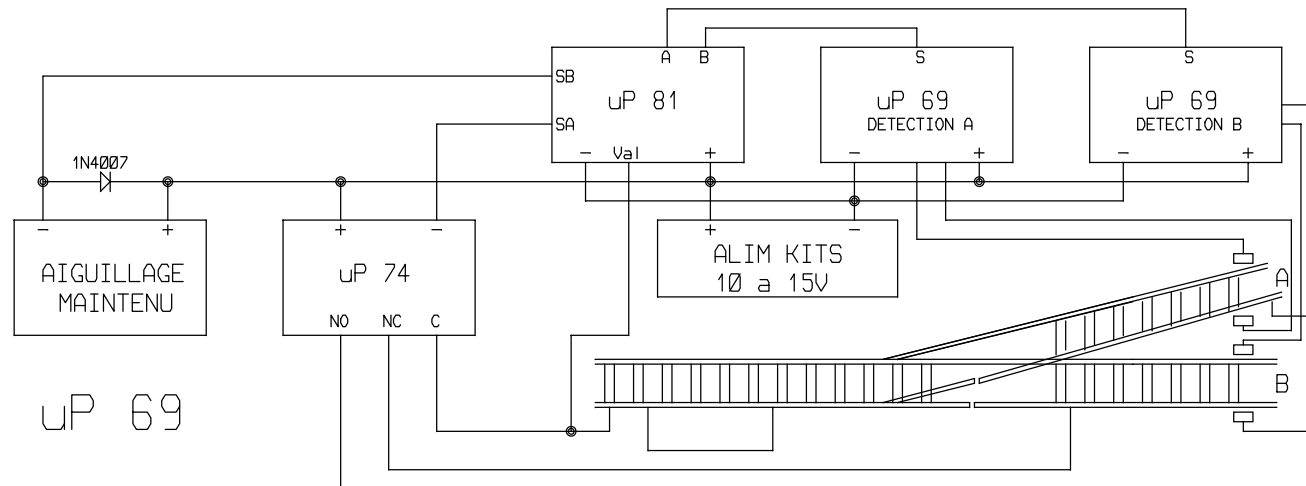 A B
S
S
SB
uP 81
uP 69
uP 69
SA
DETECTION A
DETECTION B
- Val +
- +
- +
1N4007
- +
+ -
+ -
AIGUILLAGE
MAINTENU
uP 74
ALIM KITS
10 a 15V
A
NO NC C
B
uP 69